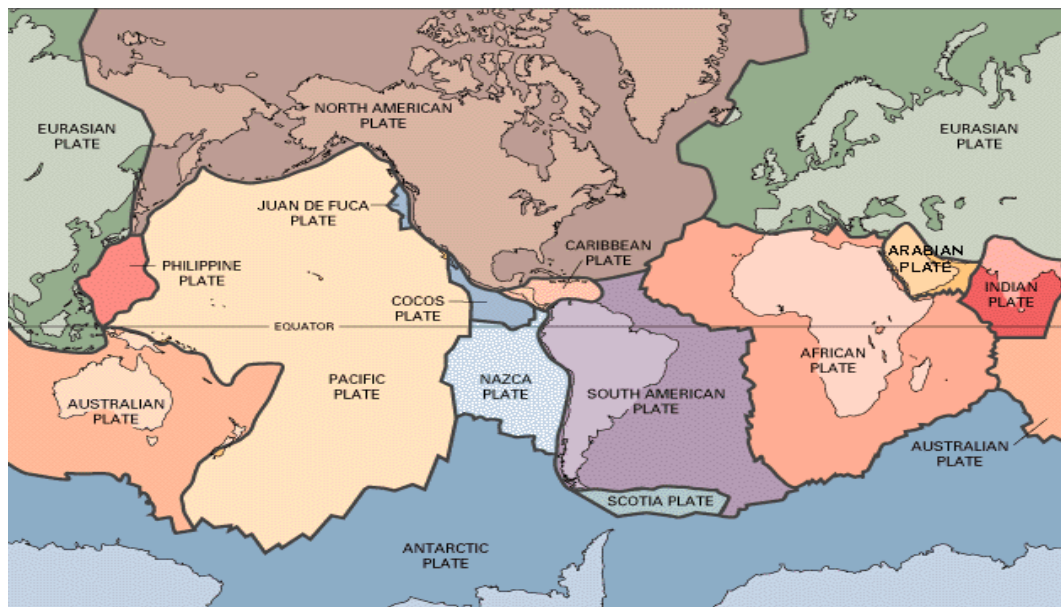 NORTH AMERICAN
PLATE
EURASIAN
PLATE
EURASIAN
PLATE
JUAN DE FUCA
PLATE
CARIBBEAN
PLATE
ARABIAN
PLATE
PHILIPPINE
PLATE
INDIAN
PLATE
COCOS
PLATE
EQUATOR
AFRICAN
PLATE
PACIFIC
PLATE
NAZCA
PLATE
SOUTH AMERICAN
PLATE
AUSTRALIAN
PLATE
AUSTRALIAN
PLATE
SCOTIA PLATE
ANTARCTIC
PLATE